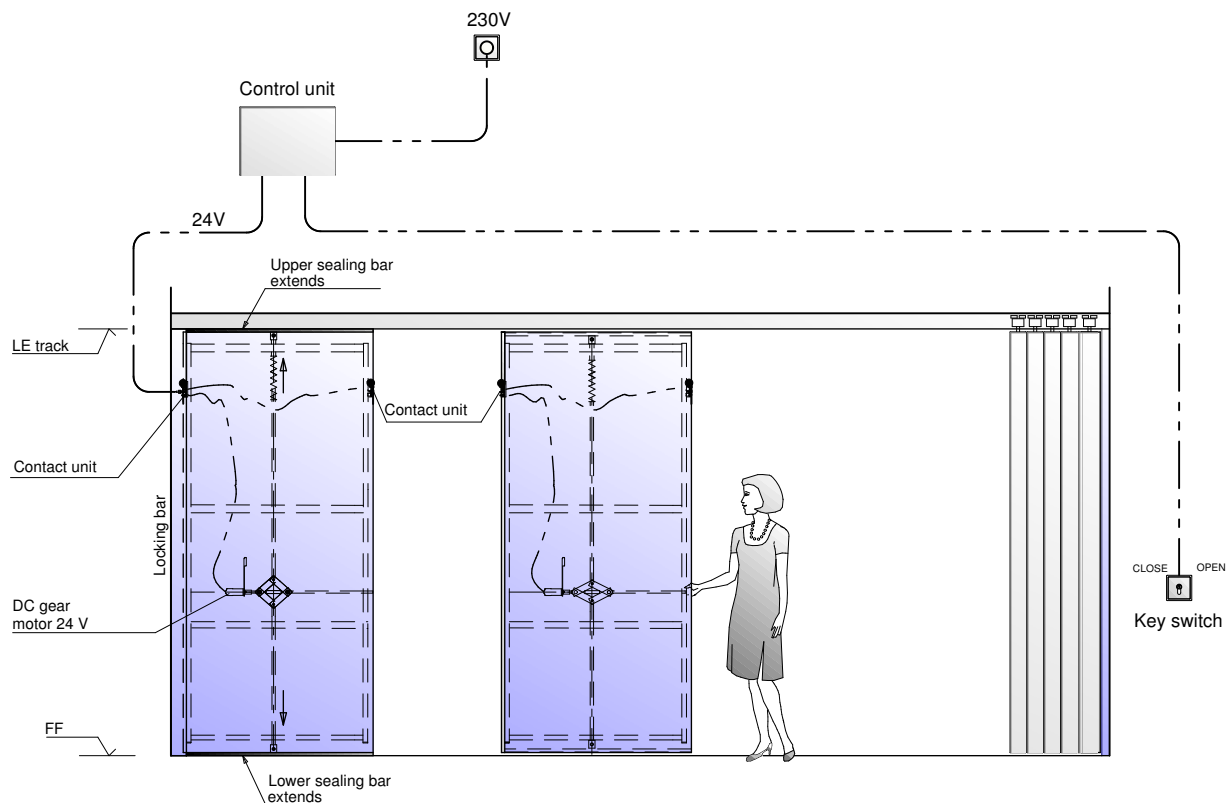 230V
Control unit
24V
Upper sealing bar
extends
LE track
Contact unit
Contact unit
Locking bar
CLOSE
OPEN
DC gear
motor 24 V
Key switch
FF
Lower sealing bar
extends